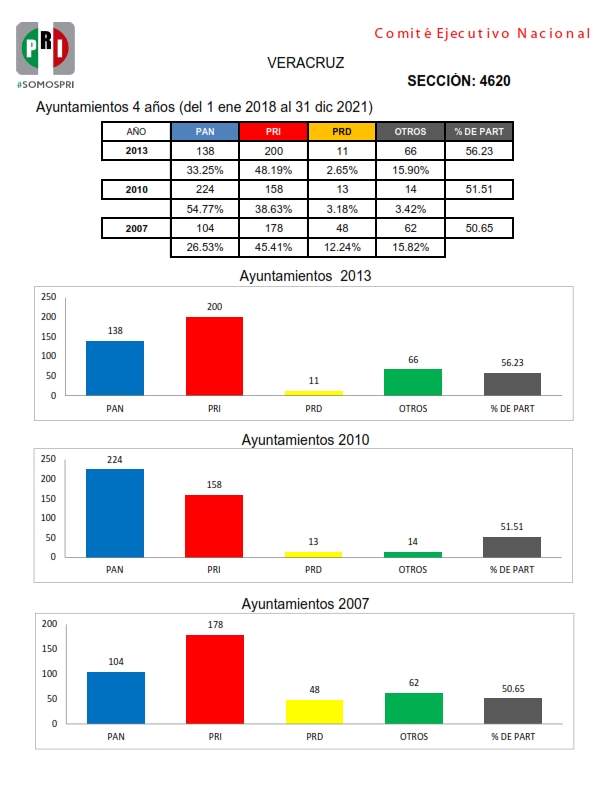 Comité Ejecutivo Nacional
PRI
#SOMOSPRI
VERACRUZ
SECCIÓN: 4620
Ayuntamientos 4 años (del 1 ene 2018 al 31 dic 2021)
AÑO PAN PRI PRD OTROS % DE PART
2013 138 200 11 66 56.23
33.25% 48.19% 2.65% 15.90%
2010 224 158 13 14 51.51
54.77% 38.63% 3.18% 3.42%
2007 104 178 48 62 50.65
26.53% 45.41% 12.24% 15.82%
Ayuntamientos 2013
250
200
150
100
50
0
138
200
11
66
56.23
PAN PRI PRD OTROS % DE PART
Ayuntamientos 2010
250
200
150
100
50
0
224
158
13
14
51.51
PAN PRI PRD OTROS % DE PART
Ayuntamientos 2007
200
150
100
50
0
104
178
48
62
50.65
PAN PRI PRD OTROS % DE PART